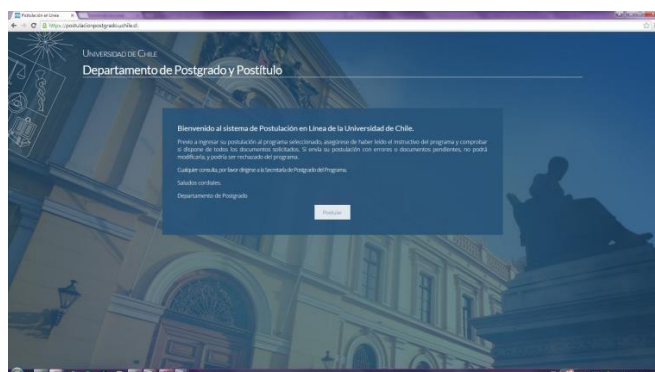 Postulación en Línea
https://postulacionpostgrado.uchile.cl
UNIVERSIDAD DE CHILE
Departamento de Postgrado y Postítulo
Bienvenido al sistema de Postulación en Línea de la Universidad de Chile.
Previo a ingresar su postulación al programa seleccionado, asegúrese de haber leído el instructivo del programa y comprobar
si dispone de todos los documentos solicitados. Si envía su postulación con errores o documentos pendientes, no podrá
modificarla, y podría ser rechazado del programa.
Cualquier consulta, por favor dirigirse a la Secretaría de Postgrado del Programa.
Saludos cordiales,
Departamento de Postgrado
Postular